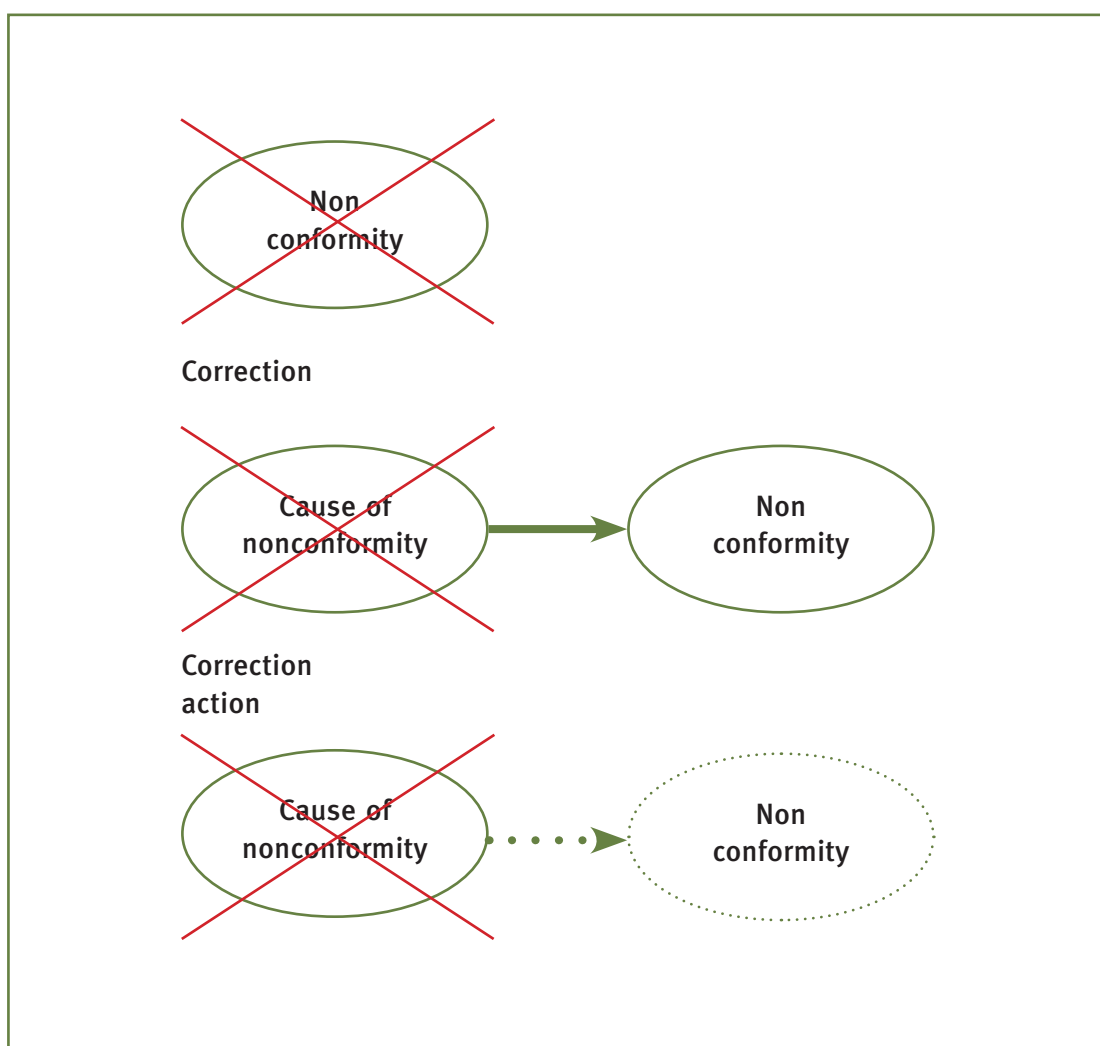 Non
conformity
Correction
Cause of
nonconformity
Non
conformity
Correction
action
Cause of
nonconformity
Non
conformity